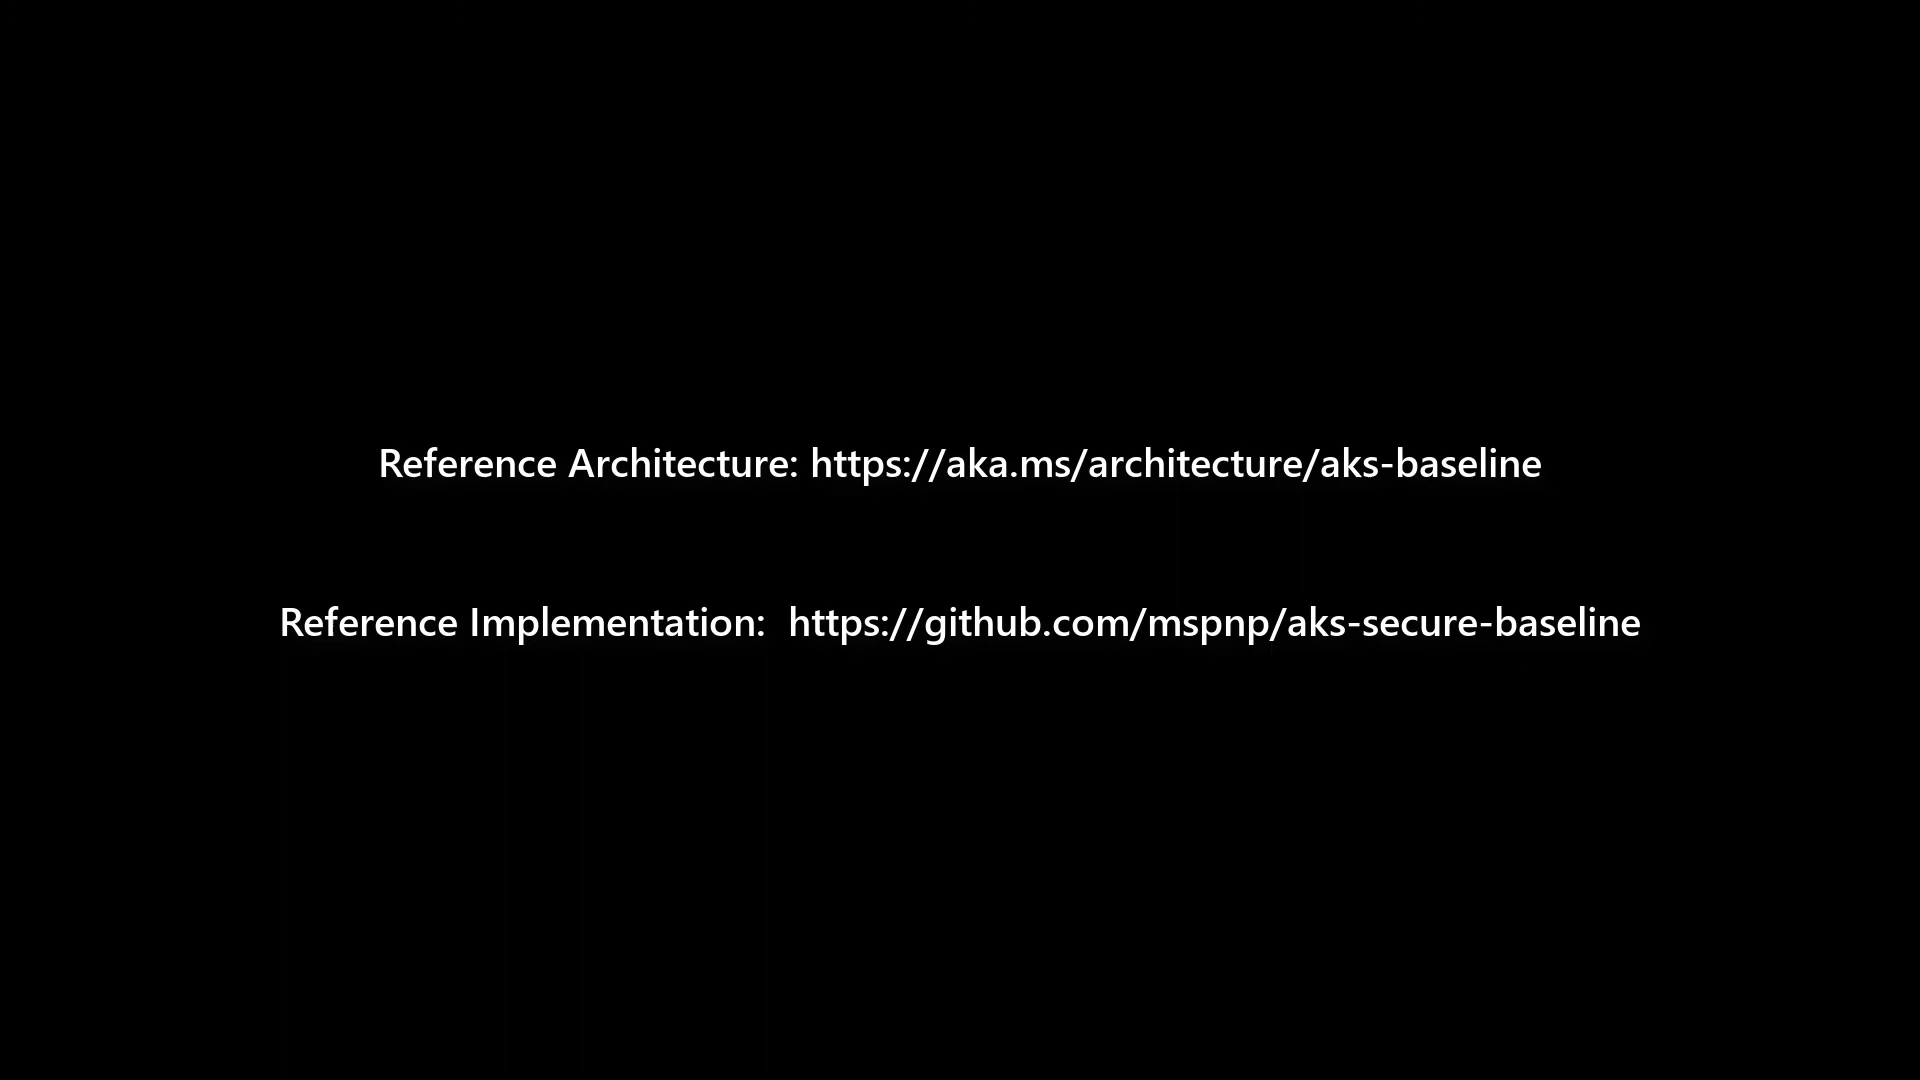 Reference Architecture: https://aka.ms/architecture/aks-baseline
Reference Implementation:  https://github.com/mspnp/aks-secure-baseline